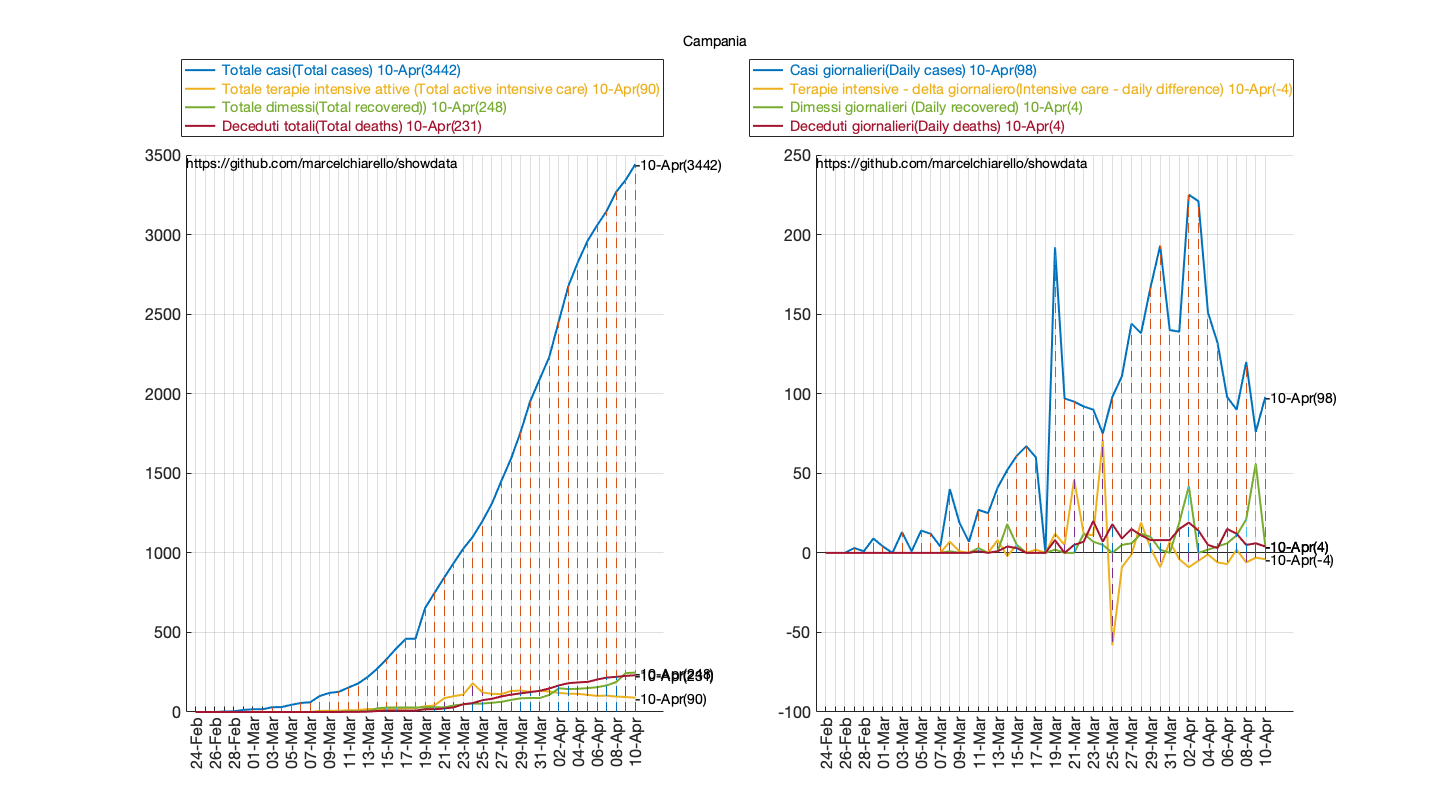 Campania
Totale casi(Total cases) 10-Apr(3442)
Totale terapie intensive attive (Total active intensive care) 10-Apr(90)
Totale dimessi(Total recovered)) 10-Apr(248)
Deceduti totali(Total deaths) 10-Apr(231)
3500
3000
2500
2000
1500
1000
500
0
https://github.com/marcelchiarello/showdata
10-Apr(3442)
10-Apr(248)
10-Apr(231)
10-Apr(90)
24-Feb
26-Feb
28-Feb
01-Mar
03-Mar
05-Mar
07-Mar
09-Mar
11-Mar
13-Mar
15-Mar
17-Mar
19-Mar
21-Mar
23-Mar
25-Mar
27-Mar
29-Mar
31-Mar
02-Apr
04-Apr
06-Apr
08-Apr
10-Apr
Casi giornalieri(Daily cases) 10-Apr(98)
Terapie intensive - delta giornaliero(Intensive care - daily difference) 10-Apr(-4)
Dimessi giornalieri (Daily recovered) 10-Apr(4)
Deceduti giornalieri(Daily deaths) 10-Apr(4)
250
200
150
100
50
0
-50
-100
https://github.com/marcelchiarello/showdata
10-Apr(98)
10-Apr(4)
10-Apr(-4)
24-Feb
26-Feb
28-Feb
01-Mar
03-Mar
05-Mar
07-Mar
09-Mar
11-Mar
13-Mar
15-Mar
17-Mar
19-Mar
21-Mar
23-Mar
25-Mar
27-Mar
29-Mar
31-Mar
02-Apr
04-Apr
06-Apr
08-Apr
10-Apr